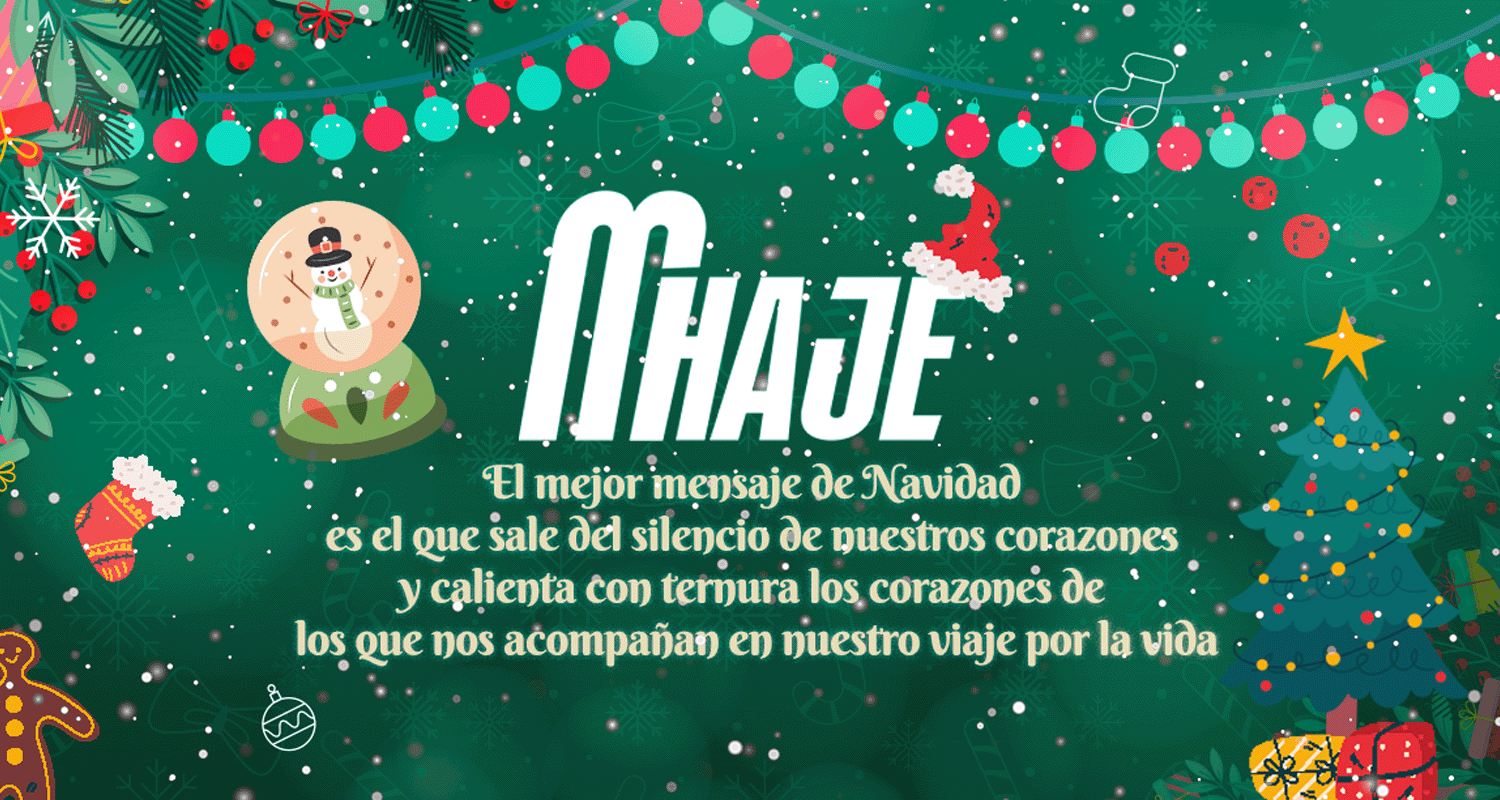 MHAJE
El mejor mensaje de Navidad
es el que sale del silencio de nuestros corazones
y calienta con ternura los corazones de
los que nos acompañan en nuestro viaje por la vida